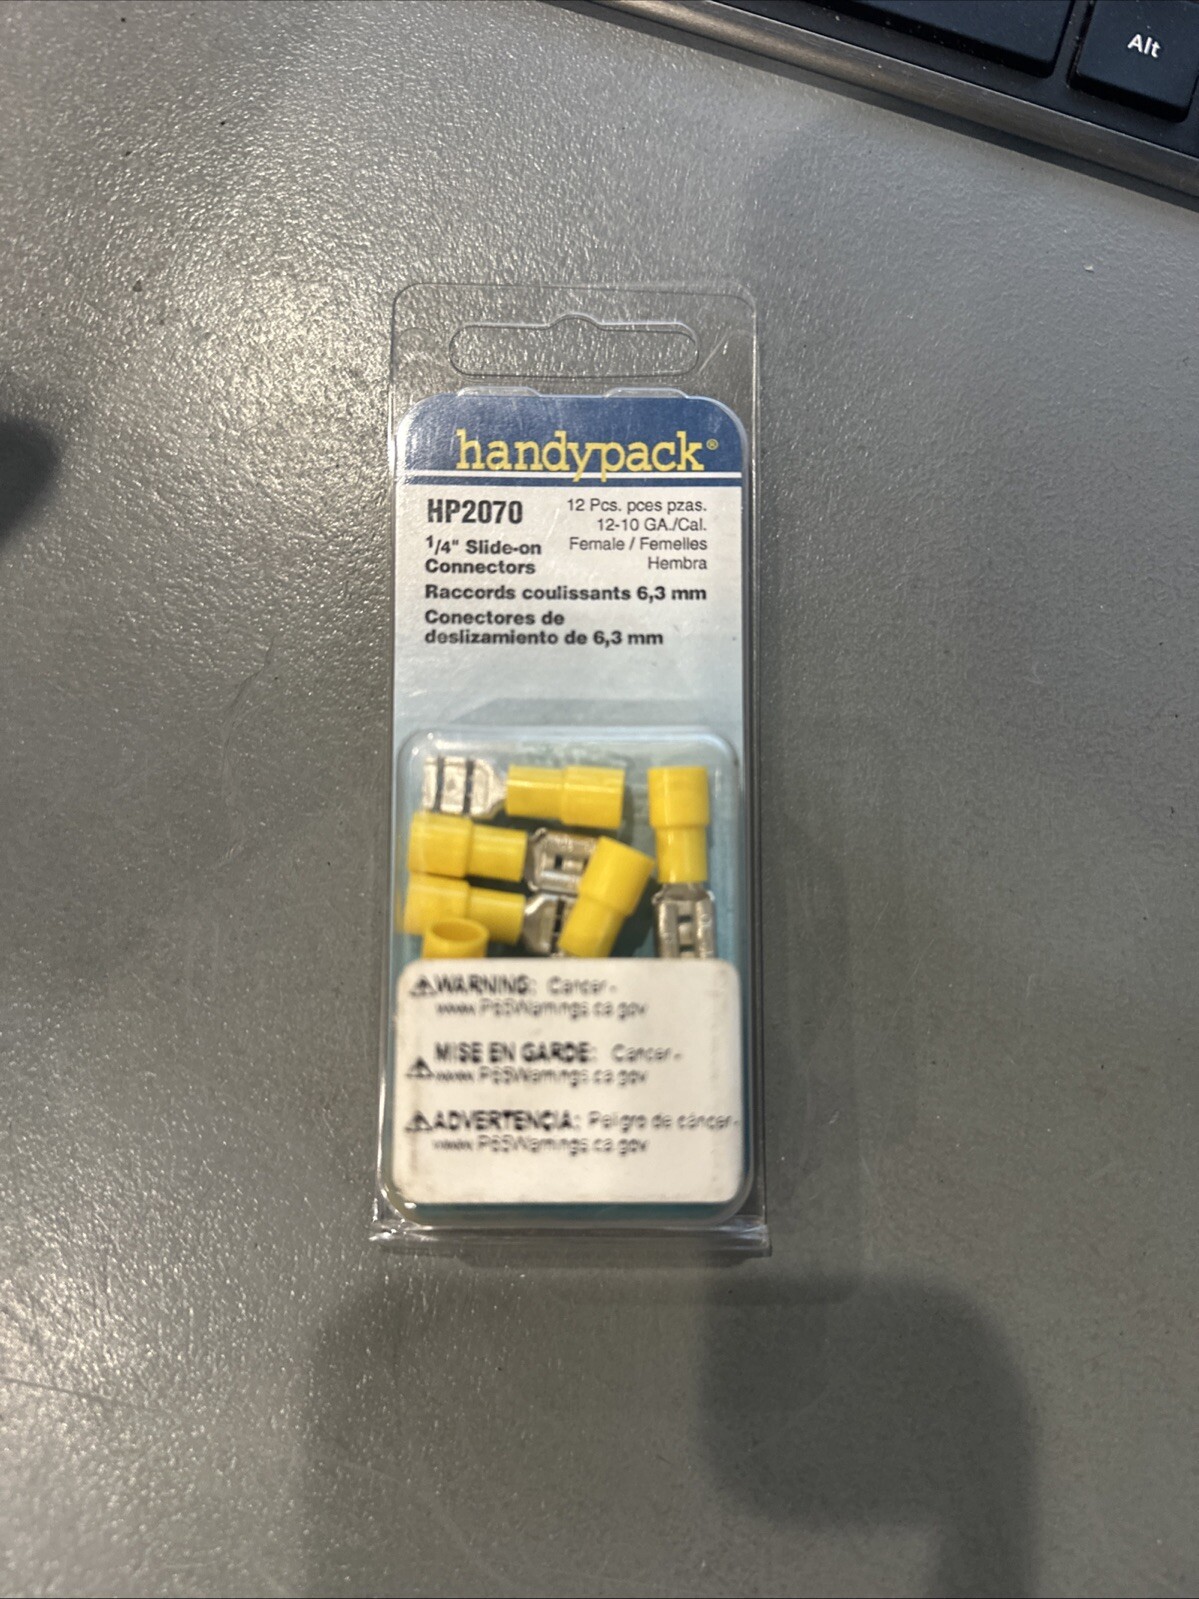 Alt
handypack®
HP2070
12 Pcs. pces pzas.
12-10 GA./Cal.
Female / Femelles
Hembra
1/4" Slide-on
Connectors
Raccords coulissants 6,3 mm
Conectores de
deslizamiento de 6,3 mm
⚠WARNING: Cancer -
www.P65Warnings.ca.gov
⚠MISE EN GARDE: Cancer -
www.P65Warnings.ca.gov
⚠ADVERTENCIA: Peligro de cáncer -
www.P65Warnings.ca.gov